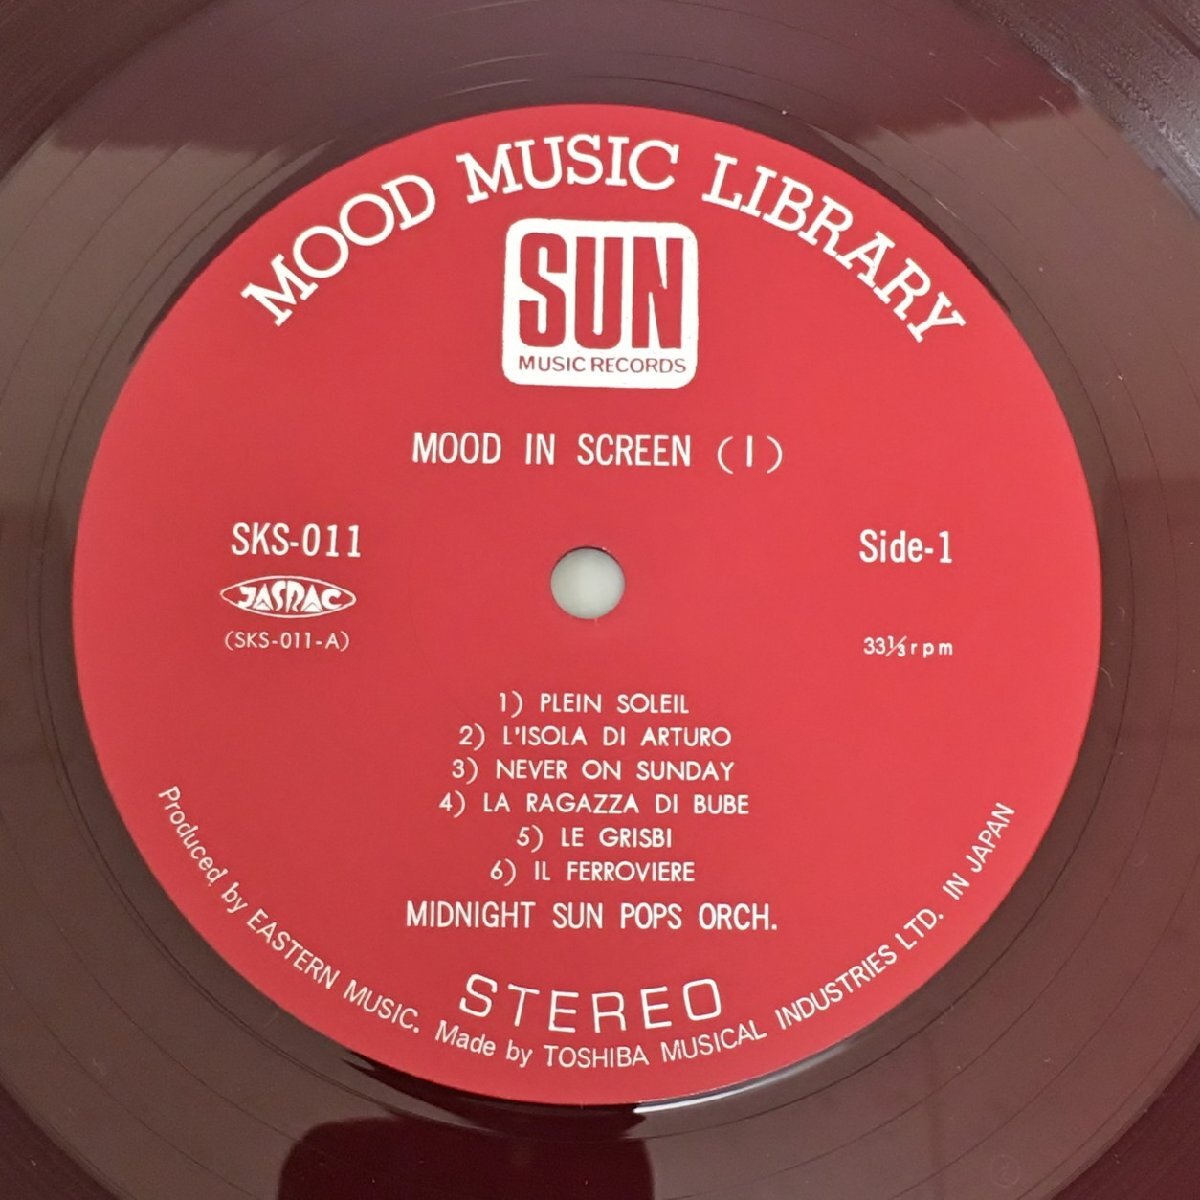 MOOD MUSIC LIBRARY
SUN
MUSIC RECORDS
MOOD IN SCREEN (I)
SKS-011
Side-1
JASRAC
(SKS-011-A)
33⅓rpm
1) PLEIN SOLEIL
2) L'ISOLA DI ARTURO
3) NEVER ON SUNDAY
4) LA RAGAZZA DI BUBE
5) LE GRISBI
6) IL FERROVIERE
MIDNIGHT SUN POPS ORCH.
STEREO
Produced by EASTERN MUSIC. Made by TOSHIBA MUSICAL INDUSTRIES LTD. IN JAPAN